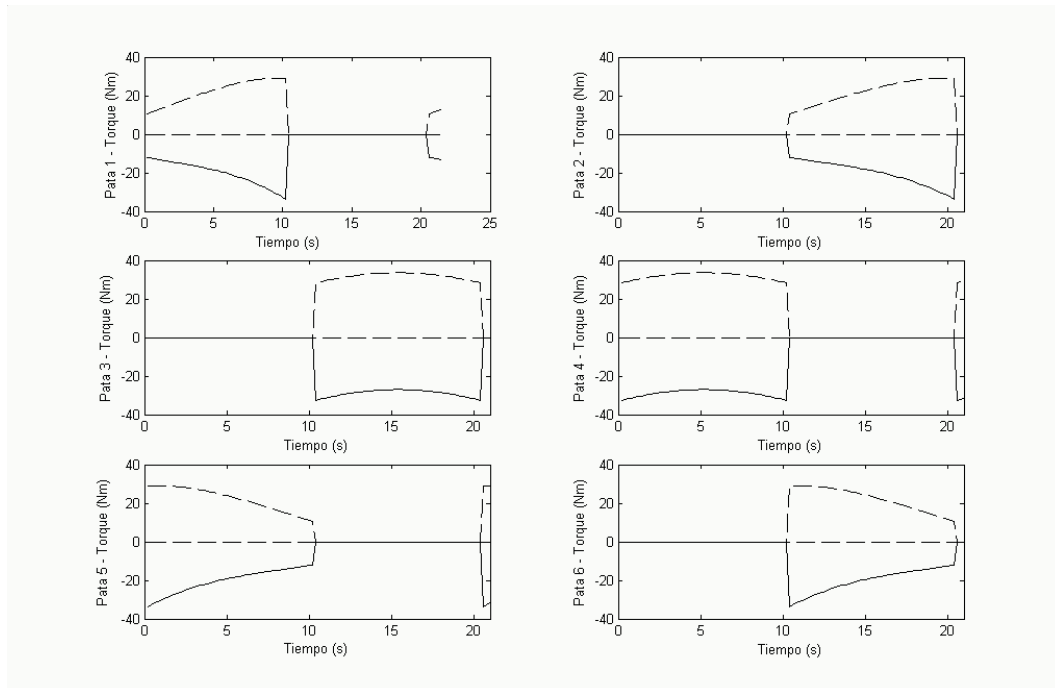 40
20
0
-20
-40
Pata 1 - Torque (Nm)
0 5 10 15 20 25
Tiempo (s)
40
20
0
-20
-40
Pata 2 - Torque (Nm)
0 5 10 15 20
Tiempo (s)
40
20
0
-20
-40
Pata 3 - Torque (Nm)
0 5 10 15 20
Tiempo (s)
40
20
0
-20
-40
Pata 4 - Torque (Nm)
0 5 10 15 20
Tiempo (s)
40
20
0
-20
-40
Pata 5 - Torque (Nm)
0 5 10 15 20
Tiempo (s)
40
20
0
-20
-40
Pata 6 - Torque (Nm)
0 5 10 15 20
Tiempo (s)